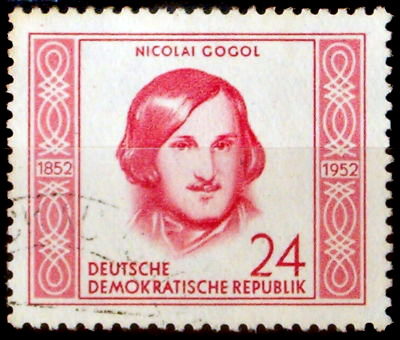 NICOLAI GOGOL
1852
1952
24
DEUTSCHE
DEMOKRATISCHE REPUBLIK